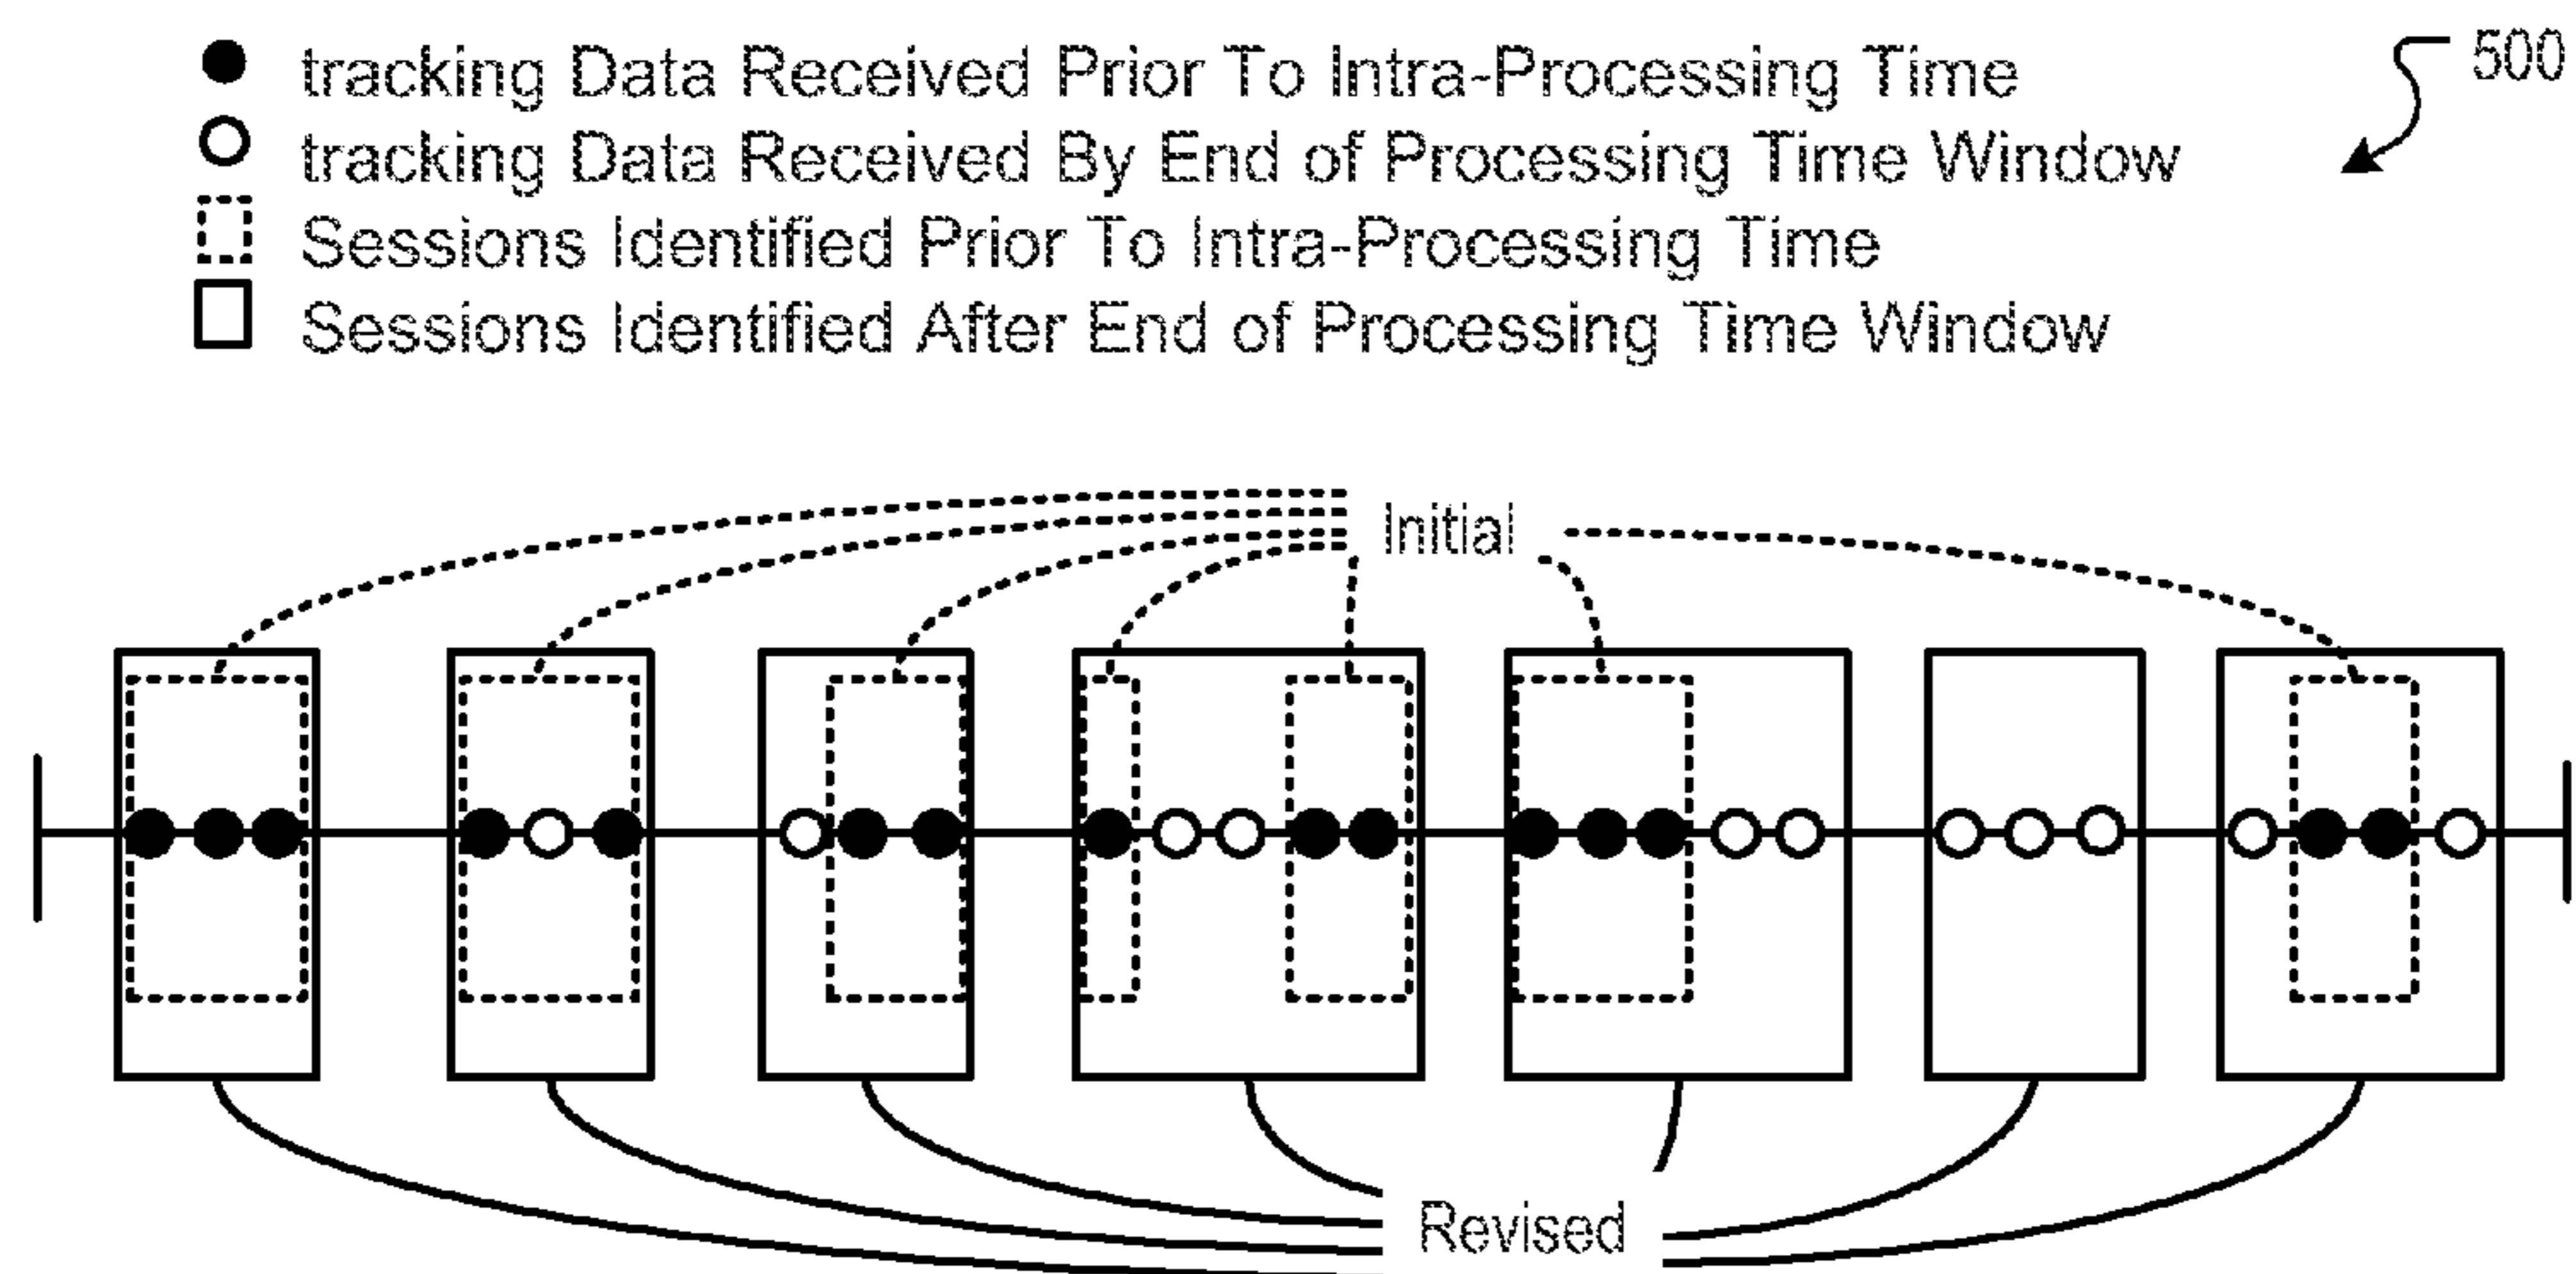 tracking Data Received Prior To Intra-Processing Time
500
tracking Data Received By End of Processing Time Window
Sessions Identified Prior To Intra-Processing Time
Sessions Identified After End of Processing Time Window
Initial
Revised